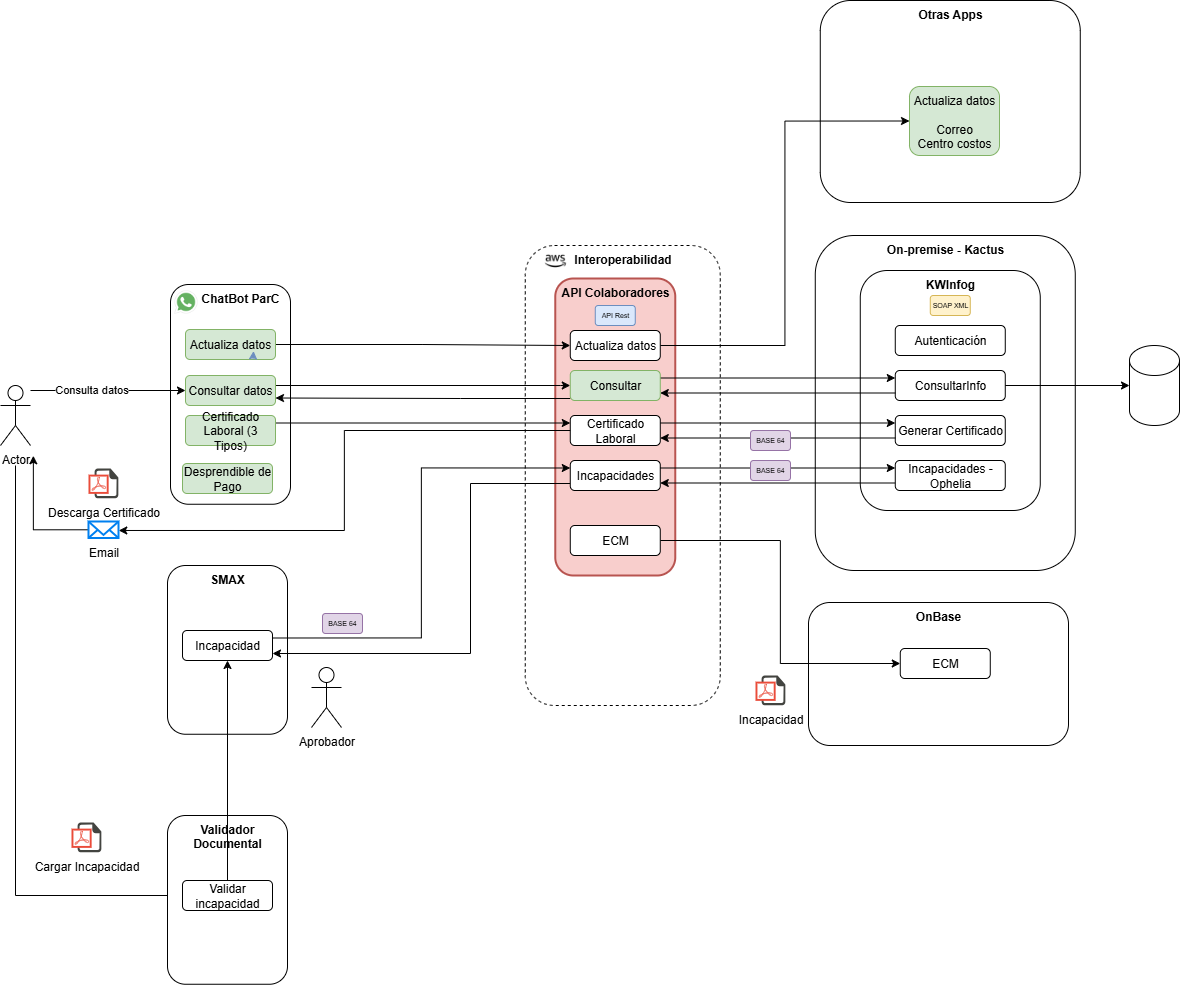 Otras Apps
Actualiza datos
Correo
Centro costos
On-premise - Kactus
KWInfog
SOAP XML
Autenticación
ConsultarInfo
Generar Certificado
Incapacidades -
Ophelia
aws
Interoperabilidad
API Colaboradores
API Rest
Actualiza datos
Consultar
Certificado
Laboral
Incapacidades
ECM
BASE 64
BASE 64
ChatBot ParC
Actualiza datos
Consultar datos
Certificado
Laboral (3
Tipos)
Desprendible de
Pago
Consulta datos
Actor
Descarga Certificado
Email
SMAX
Incapacidad
BASE 64
Aprobador
OnBase
ECM
Incapacidad
Validador
Documental
Validar
incapacidad
Cargar Incapacidad